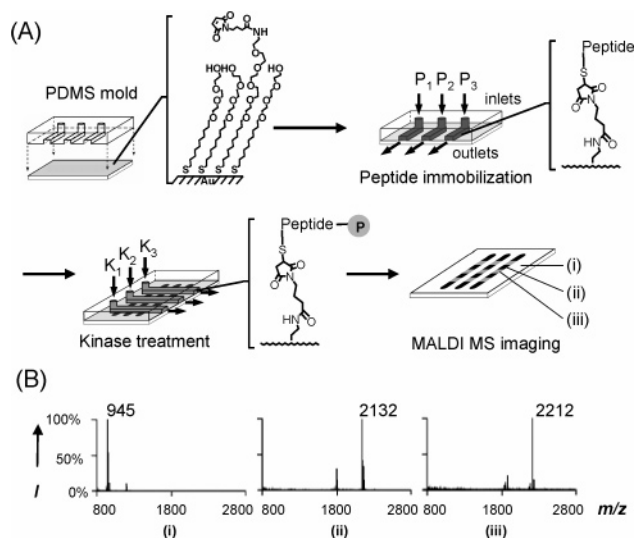 (A)
PDMS mold
O
N
O
O
NH
O
O
HO HO
HO
O
O
O
O
O
O
S S S S
Au
P1 P2 P3
inlets
outlets
Peptide immobilization
Peptide
S
O
N
O
O
HN
K1
K2
K3
Kinase treatment
Peptide P
S
O
N
O
O
HN
(i)
(ii)
(iii)
MALDI MS imaging
(B)
945
2132
2212
100%
50%
0%
I
800 1800 2800
800 1800 2800
800 1800 2800
m/z
(i)
(ii)
(iii)